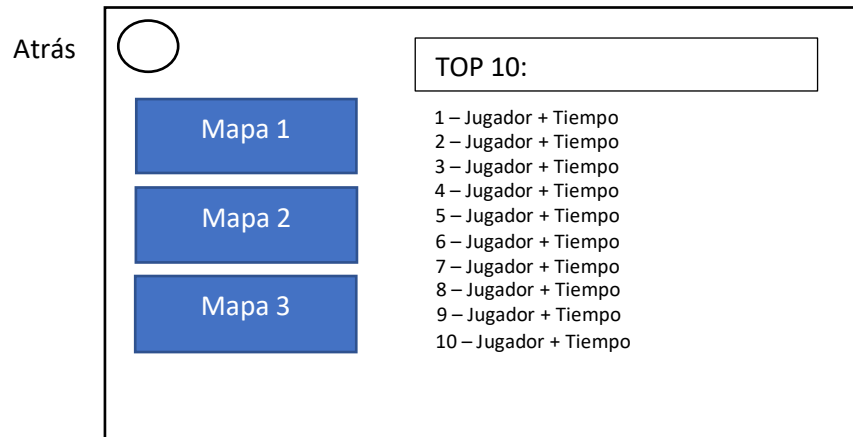 Atrás
Mapa 1
Mapa 2
Mapa 3
TOP 10:
1 – Jugador + Tiempo
2 – Jugador + Tiempo
3 – Jugador + Tiempo
4 – Jugador + Tiempo
5 – Jugador + Tiempo
6 – Jugador + Tiempo
7 – Jugador + Tiempo
8 – Jugador + Tiempo
9 – Jugador + Tiempo
10 – Jugador + Tiempo